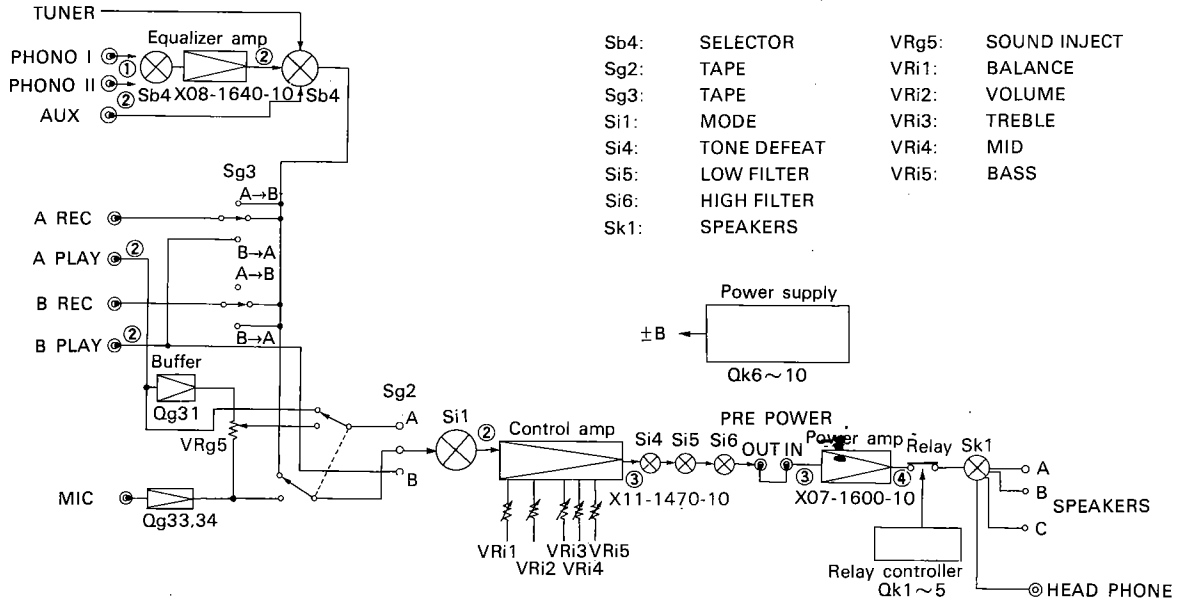 TUNER
Equalizer amp
PHONO I
①
②
PHONO II
②
Sb4
X08-1640-10
Sb4
AUX
Sb4: SELECTOR
Sg2: TAPE
Sg3: TAPE
Si1: MODE
Si4: TONE DEFEAT
Si5: LOW FILTER
Si6: HIGH FILTER
Sk1: SPEAKERS
VRg5: SOUND INJECT
VRi1: BALANCE
VRi2: VOLUME
VRi3: TREBLE
VRi4: MID
VRi5: BASS
Sg3
A→B
A REC
A PLAY ②
B→A
A→B
B REC
B→A
B PLAY ②
Buffer
Qg31
VRg5
MIC
Qg33,34
Sg2
A
B
Si1
②
Control amp
③
X11-1470-10
VRi1
VRi2
VRi3
VRi4
VRi5
Si4 Si5 Si6
Power supply
±B
Qk6~10
PRE POWER
OUT IN
Power amp
③
④
X07-1600-10
Relay
Sk1
A
B
C
SPEAKERS
Relay controller
Qk1~5
HEAD PHONE